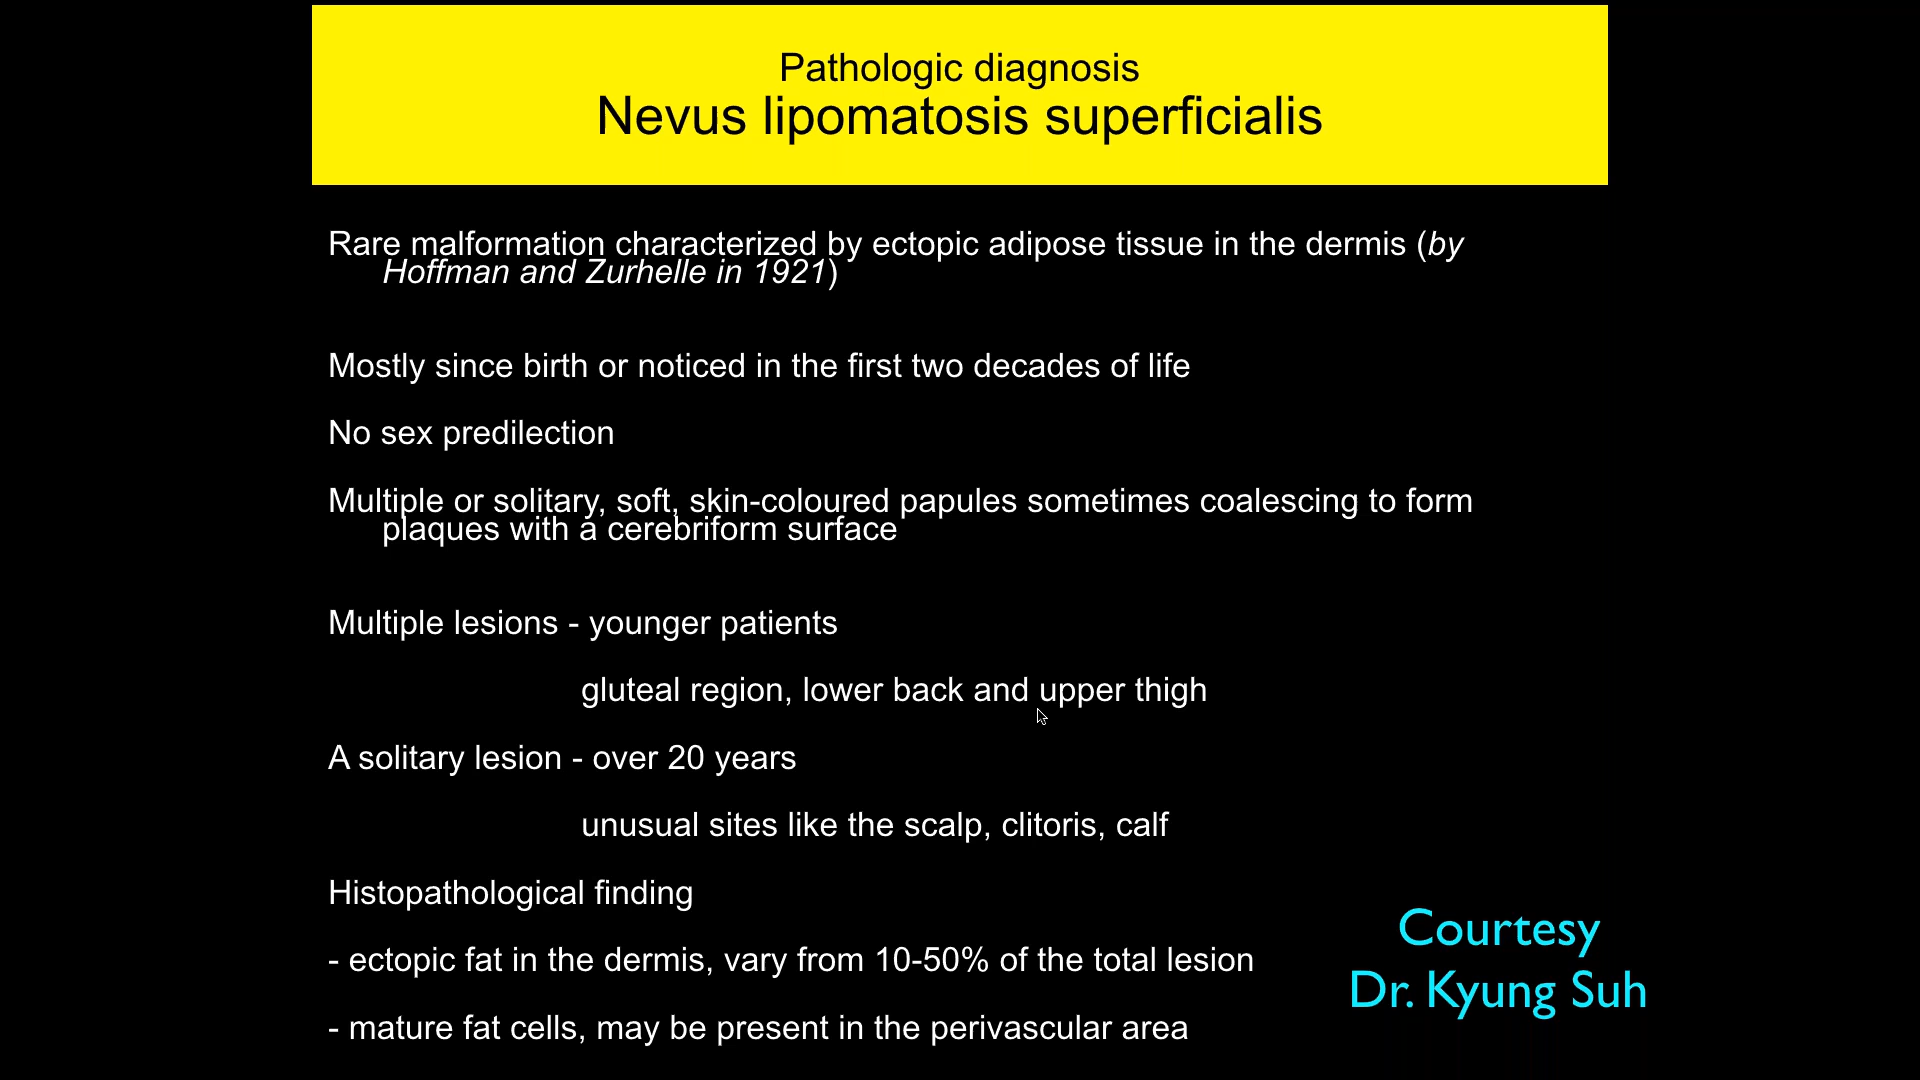 Pathologic diagnosis
Nevus lipomatosis superficialis
Rare malformation characterized by ectopic adipose tissue in the dermis (by
Hoffman and Zurhelle in 1921)
Mostly since birth or noticed in the first two decades of life
No sex predilection
Multiple or solitary, soft, skin-coloured papules sometimes coalescing to form
plaques with a cerebriform surface
Multiple lesions - younger patients
gluteal region, lower back and upper thigh
A solitary lesion - over 20 years
unusual sites like the scalp, clitoris, calf
Histopathological finding
- ectopic fat in the dermis, vary from 10-50% of the total lesion
- mature fat cells, may be present in the perivascular area
Courtesy
Dr. Kyung Suh